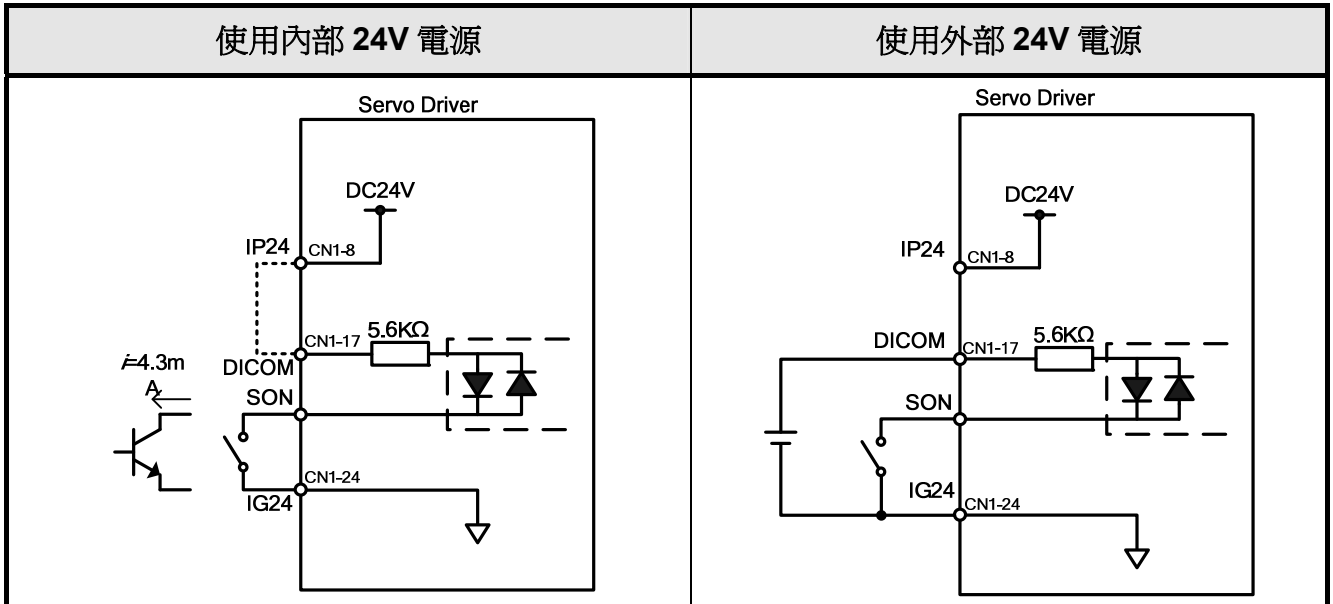 使用內部 24V 電源
使用外部 24V 電源
Servo Driver
DC24V
IP24
CN1-8
CN1-17
5.6KΩ
DICOM
i=4.3m
A
SON
CN1-24
IG24
Servo Driver
DC24V
IP24
CN1-8
DICOM
CN1-17
5.6KΩ
SON
IG24
CN1-24